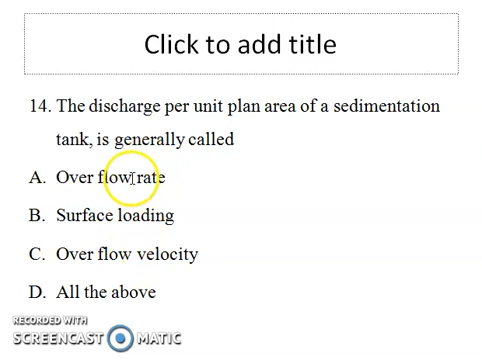 Click to add title
14. The discharge per unit plan area of a sedimentation
tank, is generally called
A. Over flow rate
B. Surface loading
C. Over flow velocity
D. All the above
RECORDED WITH
SCREENCAST MATIC